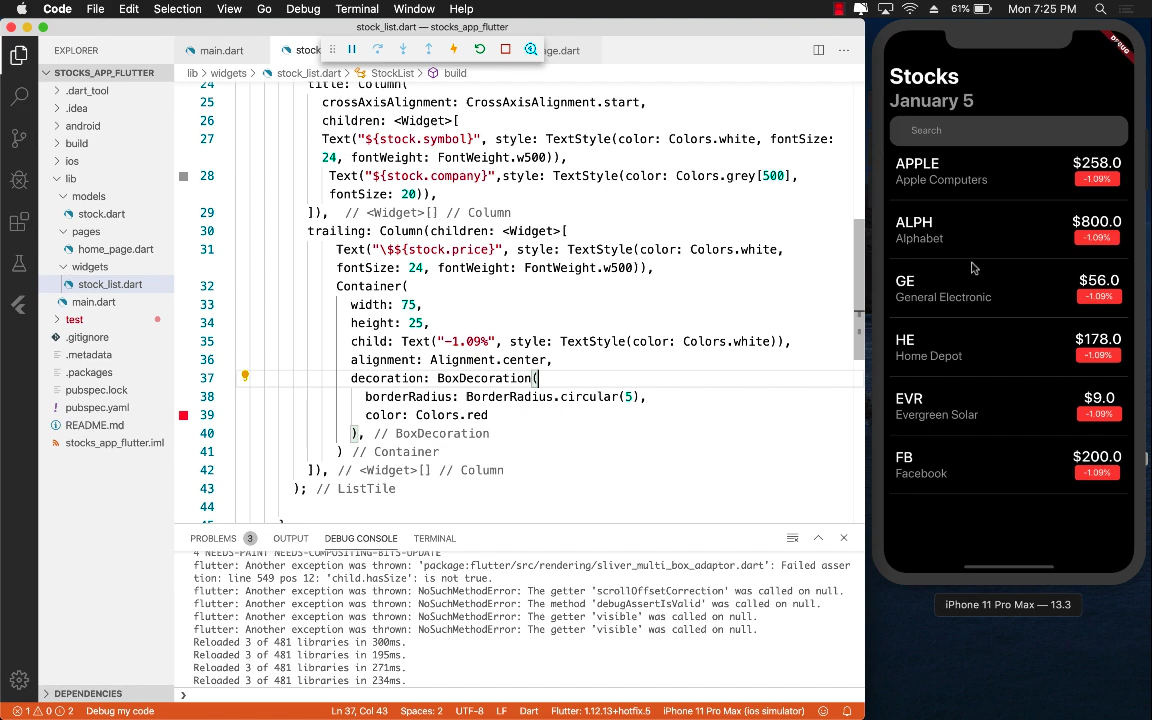 Code File Edit Selection View Go Debug Terminal Window Help
61% Mon 7:25 PM
stock_list.dart — stocks_app_flutter
EXPLORER
STOCKS_APP_FLUTTER
.dart_tool
.idea
android
build
ios
lib
models
stock.dart
pages
home_page.dart
widgets
stock_list.dart
main.dart
test
.gitignore
.metadata
.packages
pubspec.lock
pubspec.yaml
README.md
stocks_app_flutter.iml
DEPENDENCIES
main.dart
lib › widgets › stock_list.dart › StockList › build
24 title: Column(
25 crossAxisAlignment: CrossAxisAlignment.start,
26 children: <Widget>[
27 Text("${stock.symbol}", style: TextStyle(color: Colors.white, fontSize:
24, fontWeight: FontWeight.w500)),
28 Text("${stock.company}",style: TextStyle(color: Colors.grey[500],
fontSize: 20)),
29 ]), // <Widget>[] // Column
30 trailing: Column(children: <Widget>[
31 Text("\$${stock.price}", style: TextStyle(color: Colors.white,
fontSize: 24, fontWeight: FontWeight.w500)),
32 Container(
33 width: 75,
34 height: 25,
35 child: Text("-1.09%", style: TextStyle(color: Colors.white)),
36 alignment: Alignment.center,
37 decoration: BoxDecoration(
38 borderRadius: BorderRadius.circular(5),
39 color: Colors.red
40 ), // BoxDecoration
41 ) // Container
42 ]), // <Widget>[] // Column
43 ); // ListTile
44
PROBLEMS 3 OUTPUT DEBUG CONSOLE TERMINAL
4 NEEDS-PAINT NEEDS-COMPOSITING-BITS-UPDATE
flutter: Another exception was thrown: 'package:flutter/src/rendering/sliver_multi_box_adaptor.dart': Failed asser
tion: line 549 pos 12: 'child.hasSize': is not true.
flutter: Another exception was thrown: NoSuchMethodError: The getter 'scrollOffsetCorrection' was called on null.
flutter: Another exception was thrown: NoSuchMethodError: The method 'debugAssertIsValid' was called on null.
flutter: Another exception was thrown: NoSuchMethodError: The getter 'visible' was called on null.
flutter: Another exception was thrown: NoSuchMethodError: The getter 'visible' was called on null.
Reloaded 3 of 481 libraries in 300ms.
Reloaded 3 of 481 libraries in 195ms.
Reloaded 3 of 481 libraries in 271ms.
Reloaded 3 of 481 libraries in 234ms.
1 0 2 Debug my code
Ln 37, Col 43 Spaces: 2 UTF-8 LF Dart Flutter: 1.12.13+hotfix.5 iPhone 11 Pro Max (ios simulator)
DEBUG
Stocks
January 5
Search
APPLE $258.0
Apple Computers -1.09%
ALPH $800.0
Alphabet -1.09%
GE $56.0
General Electronic -1.09%
HE $178.0
Home Depot -1.09%
EVR $9.0
Evergreen Solar -1.09%
FB $200.0
Facebook -1.09%
iPhone 11 Pro Max — 13.3